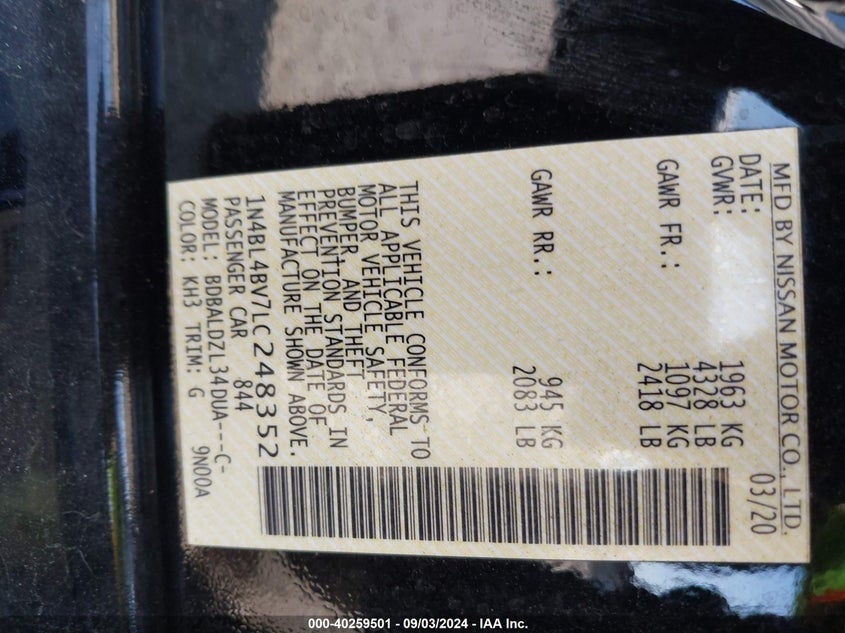 MFD BY NISSAN MOTOR CO., LTD.
DATE: 03/20
GVWR: 1963 KG
4328 LB
GAWR FR.: 1097 KG
2418 LB
GAWR RR.: 945 KG
2083 LB
THIS VEHICLE CONFORMS TO
ALL APPLICABLE FEDERAL
MOTOR VEHICLE SAFETY,
BUMPER AND THEFT
PREVENTION STANDARDS IN
EFFECT ON THE DATE OF
MANUFACTURE SHOWN ABOVE.
1N4BL4BV7LC248352
PASSENGER CAR 844
MODEL: BDBALDZL34DUA---C-
COLOR: KH3 TRIM: G 9N00A
000-40259501 - 09/03/2024 - IAA Inc.